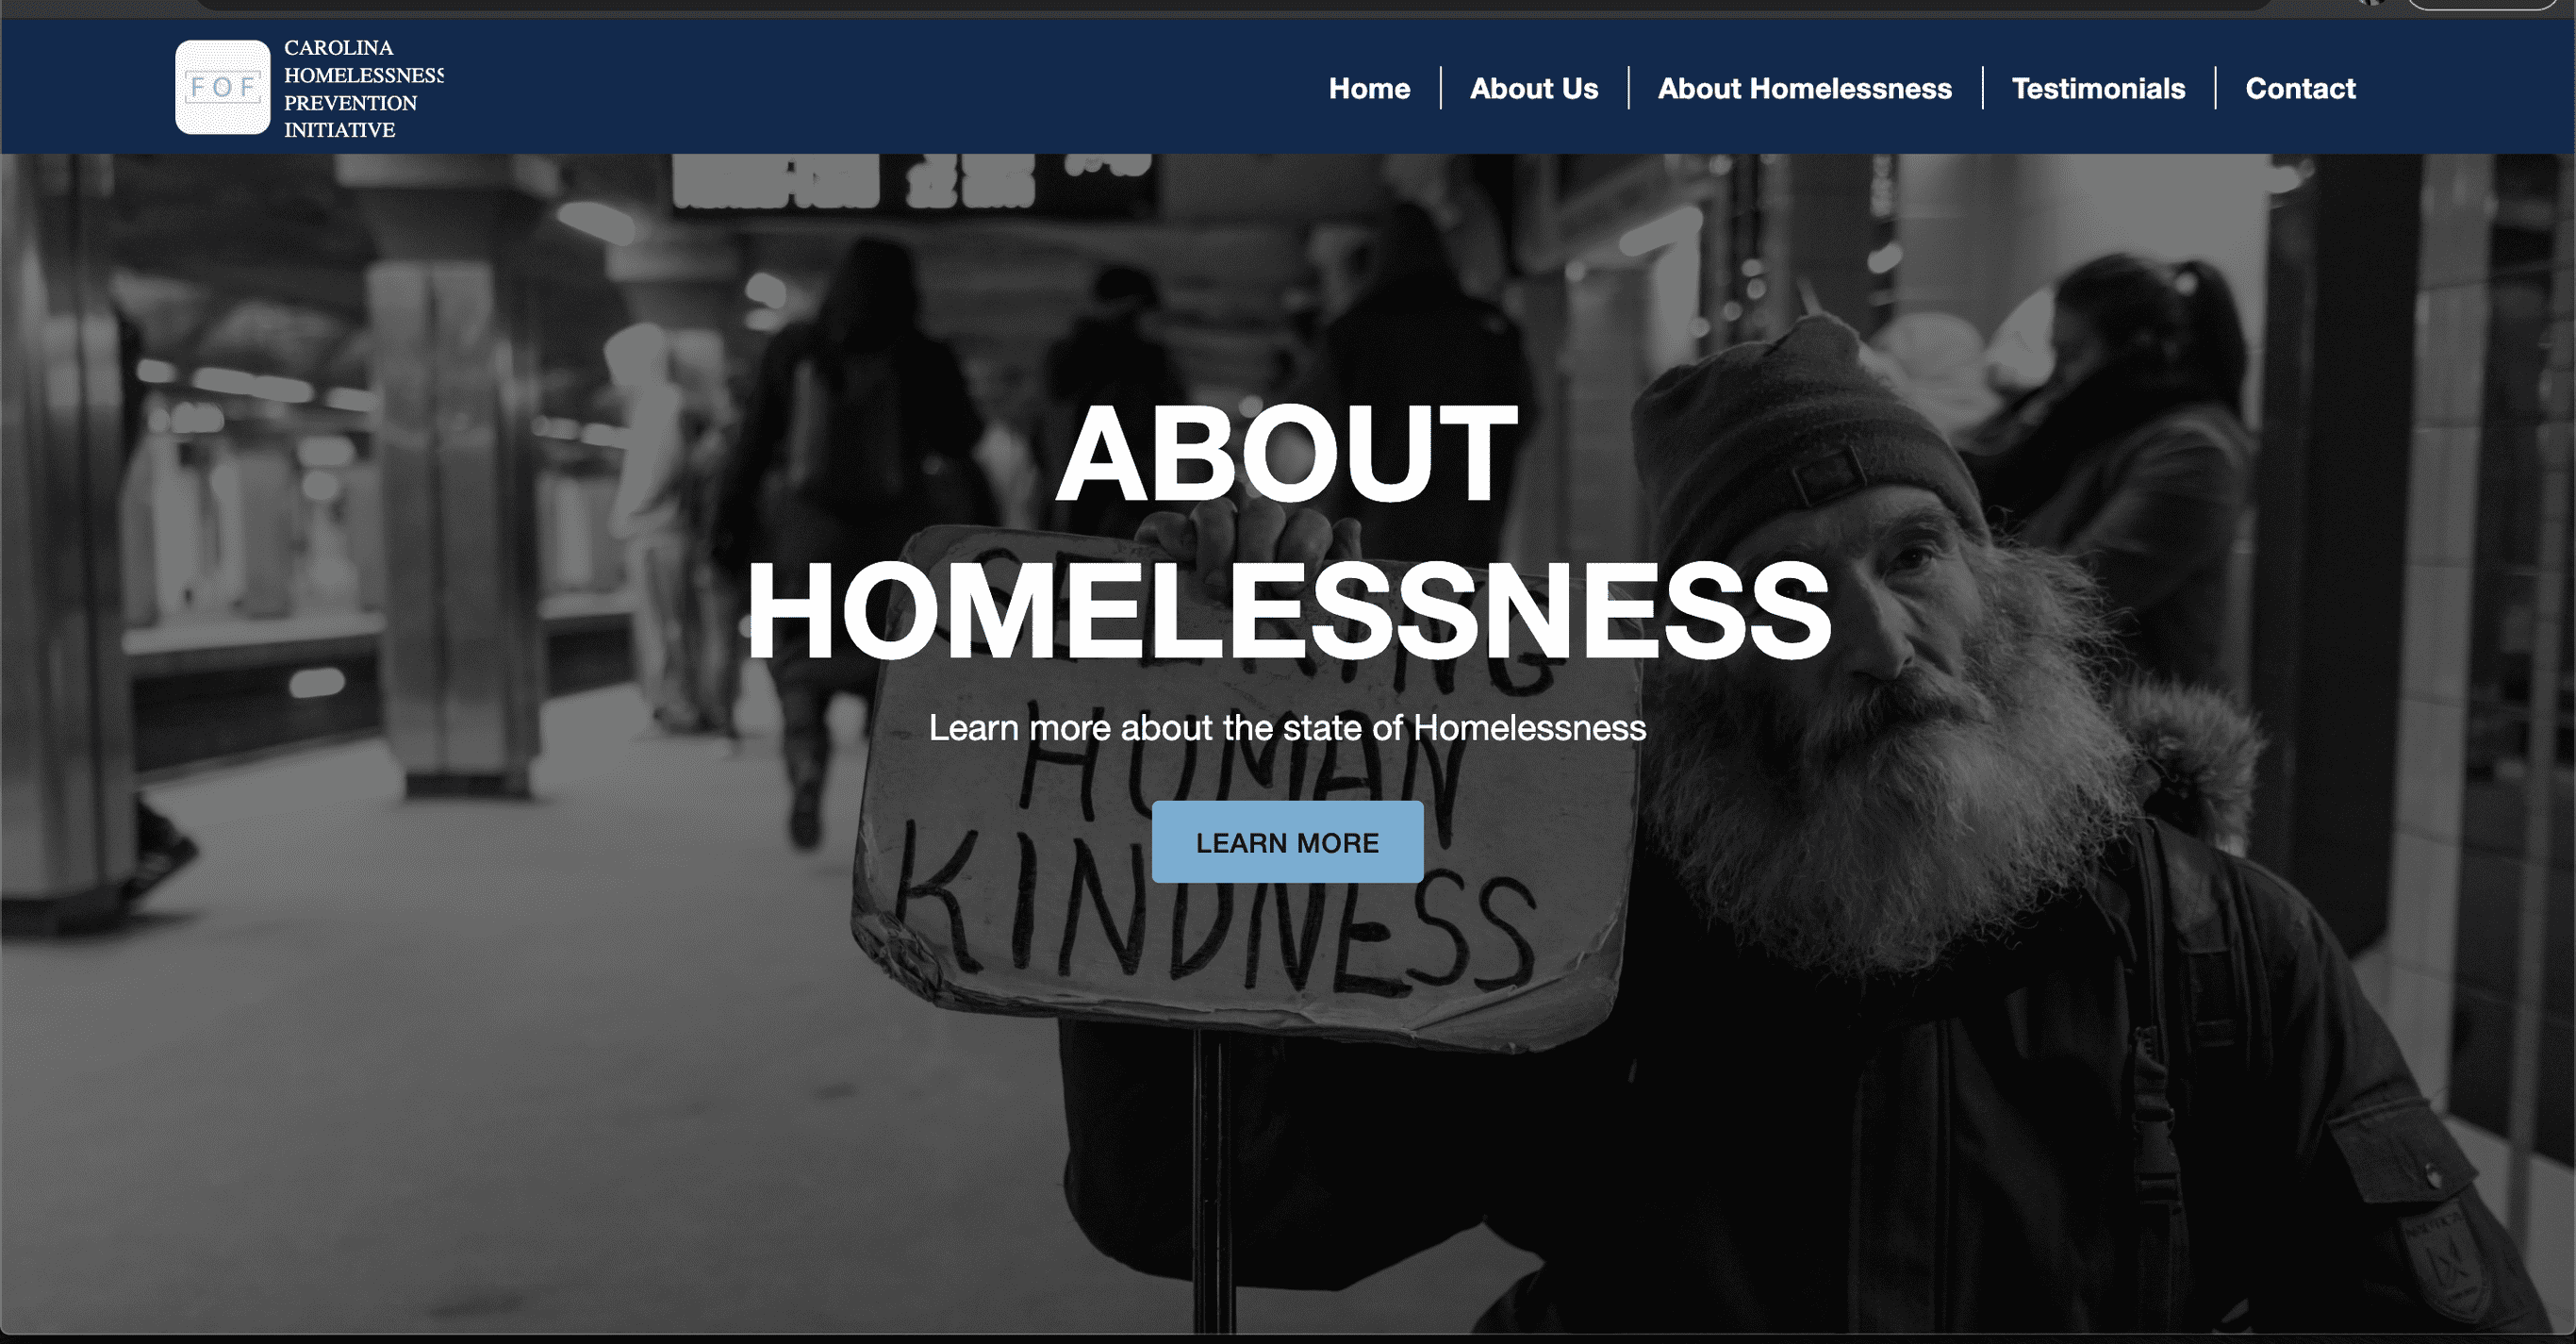 FOF
CAROLINA
HOMELESSNESS
PREVENTION
INITIATIVE
Home
About Us
About Homelessness
Testimonials
Contact
ABOUT
HOMELESSNESS
Learn more about the state of Homelessness
LEARN MORE
SEEKING
HUMAN
KINDNESS